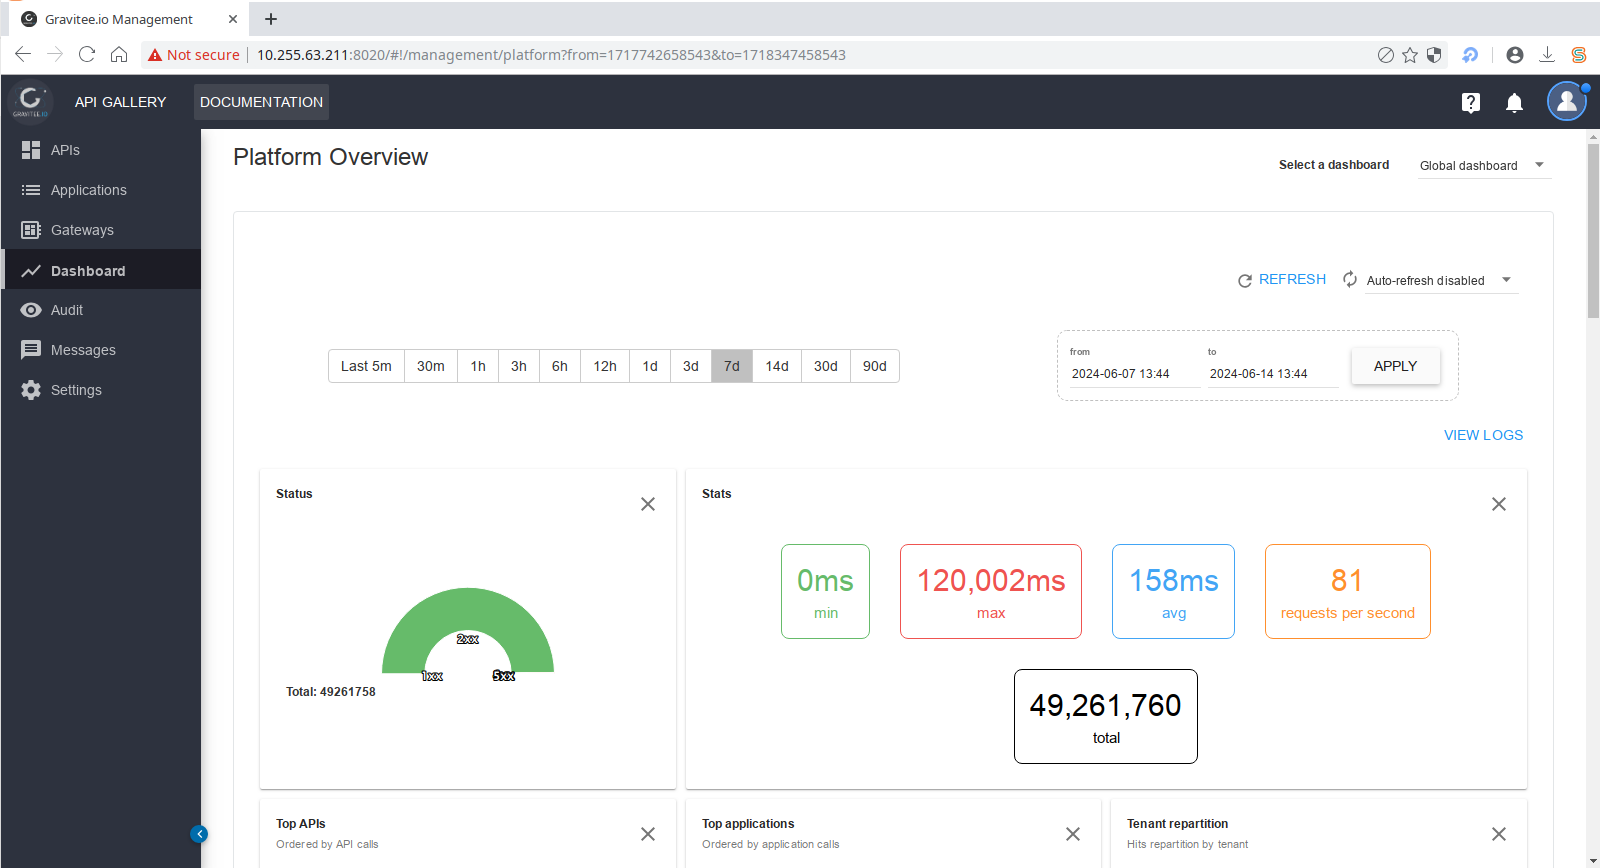 Gravitee.io Management
Not secure 10.255.63.211:8020/#!/management/platform?from=1717742658543&to=1718347458543
GRAVITEE.IO
API GALLERY
DOCUMENTATION
APIs
Applications
Gateways
Dashboard
Audit
Messages
Settings
Platform Overview
Select a dashboard Global dashboard
REFRESH Auto-refresh disabled
Last 5m 30m 1h 3h 6h 12h 1d 3d 7d 14d 30d 90d
from to
2024-06-07 13:44 2024-06-14 13:44 APPLY
VIEW LOGS
Status
2xx
1xx 5xx
Total: 49261758
Stats
0ms 120,002ms 158ms 81
min max avg requests per second
49,261,760
total
Top APIs
Ordered by API calls
Top applications
Ordered by application calls
Tenant repartition
Hits repartition by tenant